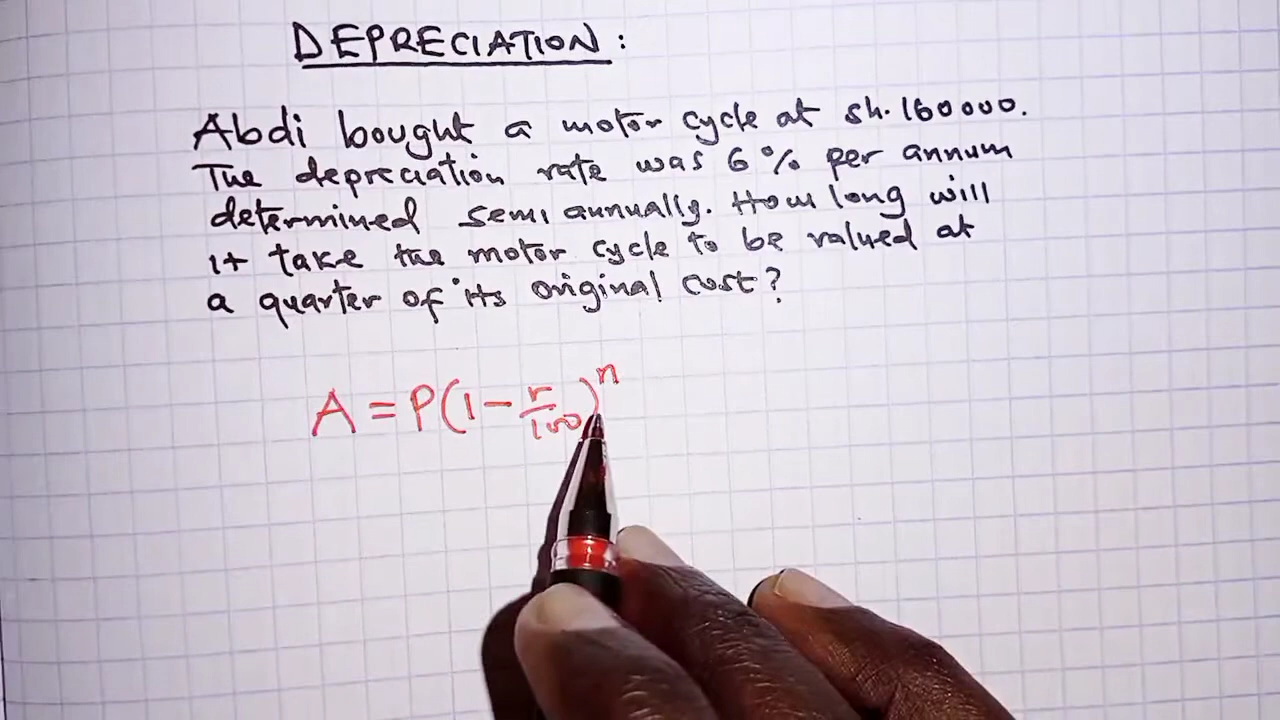 DEPRECIATION:
Abdi bought a motor cycle at sh. 160000.
The depreciation rate was 6% per annum
determined semi annually. How long will
it take the motor cycle to be valued at
a quarter of its original cost?
A = P(1 - r/100)^n